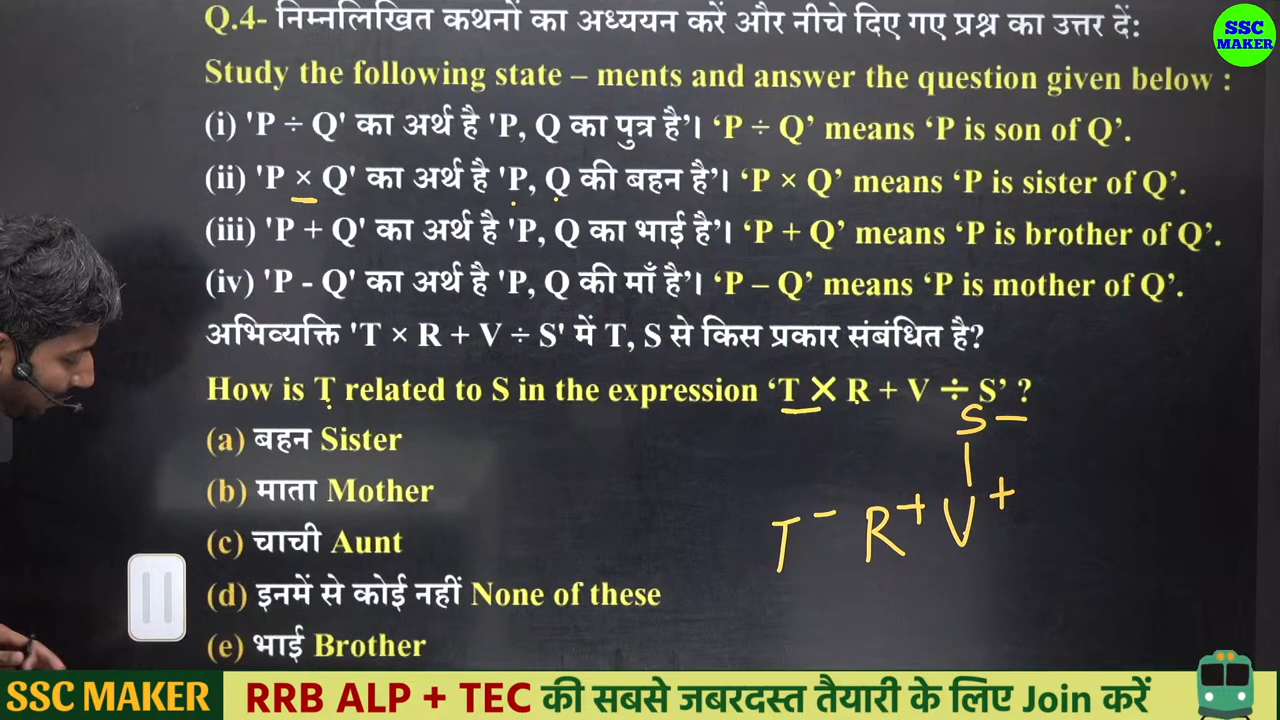 Q.4- निम्नलिखित कथनों का अध्ययन करें और नीचे दिए गए प्रश्न का उत्तर दें:
SSC
MAKER
Study the following state – ments and answer the question given below :
(i) 'P ÷ Q' का अर्थ है 'P, Q का पुत्र है'। ‘P ÷ Q’ means ‘P is son of Q’.
(ii) 'P × Q' का अर्थ है 'P, Q की बहन है'। ‘P × Q’ means ‘P is sister of Q’.
(iii) 'P + Q' का अर्थ है 'P, Q का भाई है'। ‘P + Q’ means ‘P is brother of Q’.
(iv) 'P - Q' का अर्थ है 'P, Q की माँ है'। ‘P – Q’ means ‘P is mother of Q’.
अभिव्यक्ति 'T × R + V ÷ S' में T, S से किस प्रकार संबंधित है?
How is T related to S in the expression ‘T × R + V ÷ S’ ?
(a) बहन Sister
(b) माता Mother
(c) चाची Aunt
(d) इनमें से कोई नहीं None of these
(e) भाई Brother
S –
T – R + V +
SSC MAKER RRB ALP + TEC की सबसे जबरदस्त तैयारी के लिए Join करें